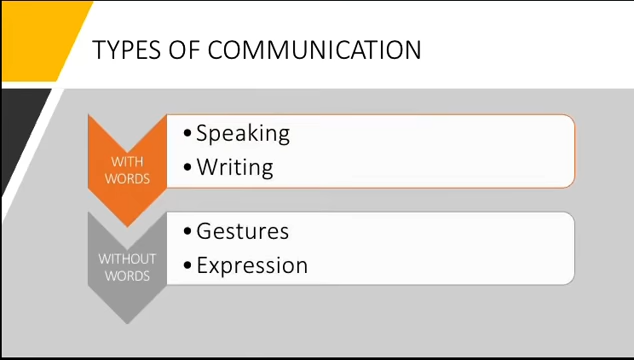 TYPES OF COMMUNICATION
WITH
WORDS
•Speaking
•Writing
WITHOUT
WORDS
•Gestures
•Expression